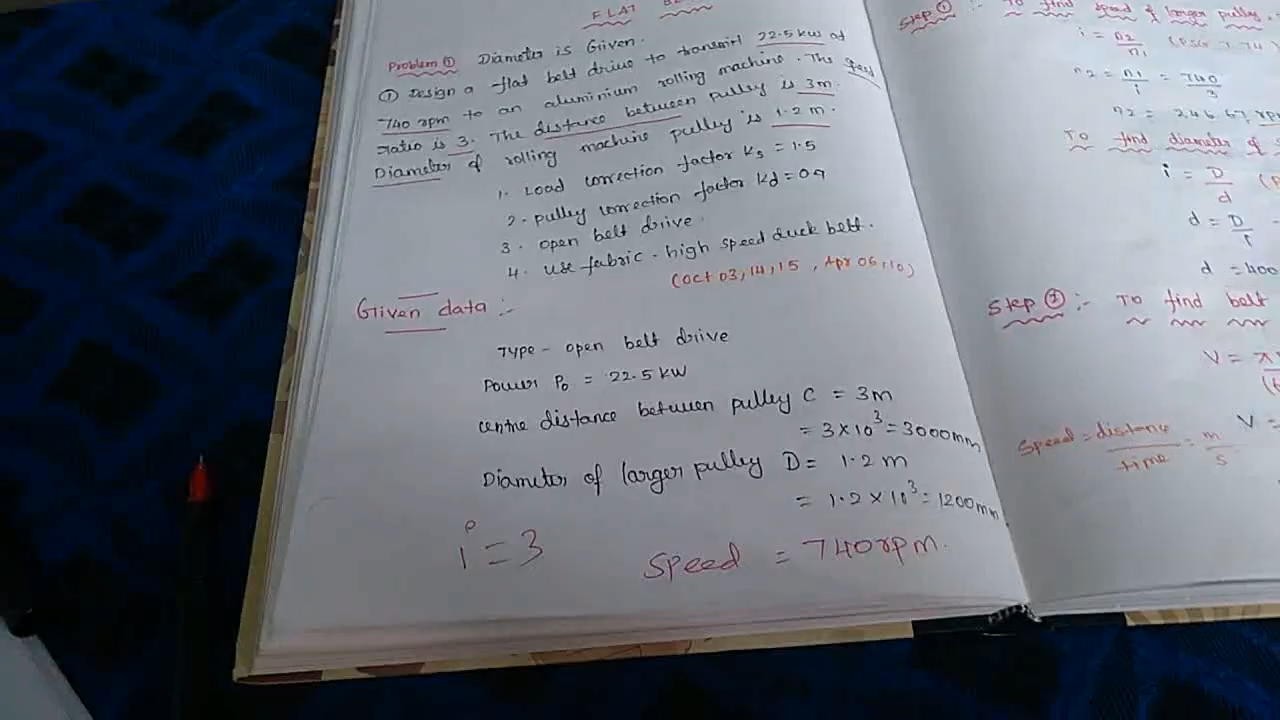 FLAT
Problem ① Diameter is Given.
① Design a flat belt drive to transmit 22.5 kw at
740 rpm to an aluminium rolling machine. The speed
ratio is 3. The distance between pulley is 3m.
Diameter of rolling machine pulley is 1.2 m.
1. Load correction factor Ks = 1.5
2. pulley correction factor Kd = 0.9
3. open belt drive.
4. use fabric - high speed duck belt.
(Oct 03, 14, 15, Apr 06, 10)
Given data :-
Type - open belt drive
Power Po = 22.5 KW
centre distance between pulley C = 3m
= 3 × 10³ = 3000mm
Diameter of larger pulley D = 1.2 m
= 1.2 × 10³ = 1200mm
i = 3 Speed = 740rpm.
Step ① :- To find speed of larger pulley.
i = n2/n1 (PSG 7.74)
n2 = n1/i = 740/3
n2 = 246.67 rpm
To find diameter of
i = D/d
d = D/i
d = 400
Step ② :- To find belt
V =
V =
Speed = distance/time = m/s